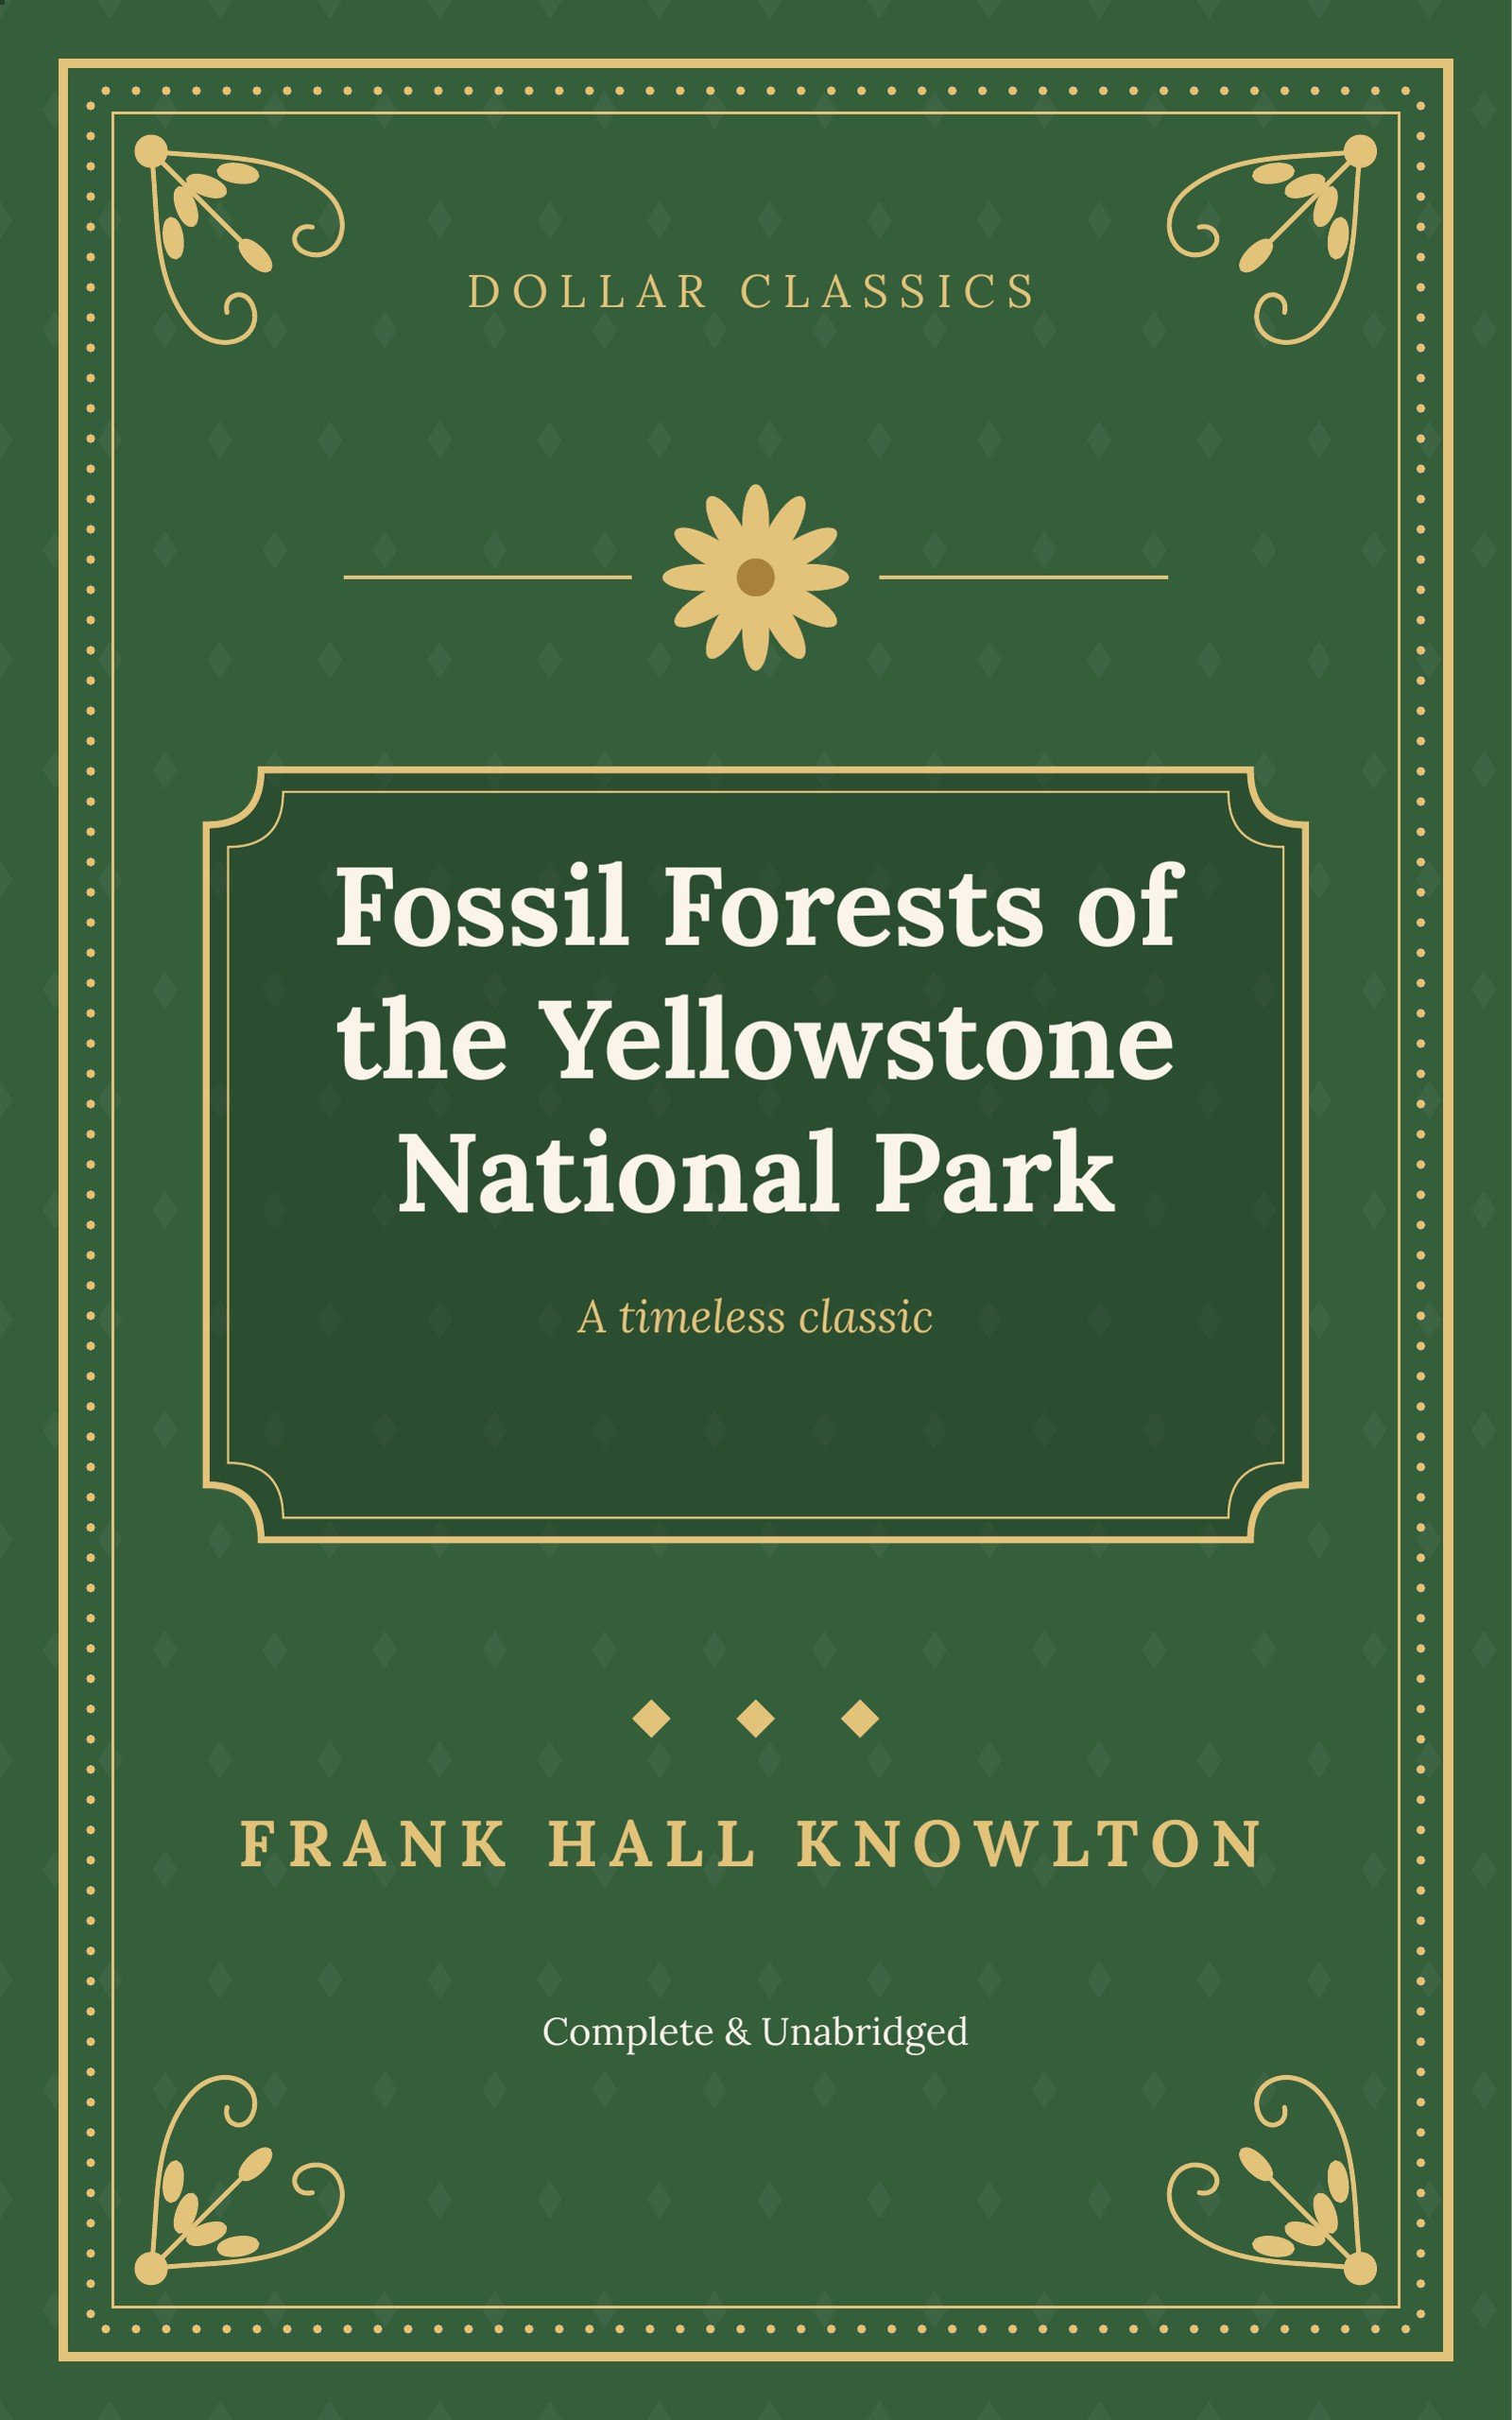 DOLLAR CLASSICS
Fossil Forests of
the Yellowstone
National Park
A timeless classic
FRANK HALL KNOWLTON
Complete & Unabridged